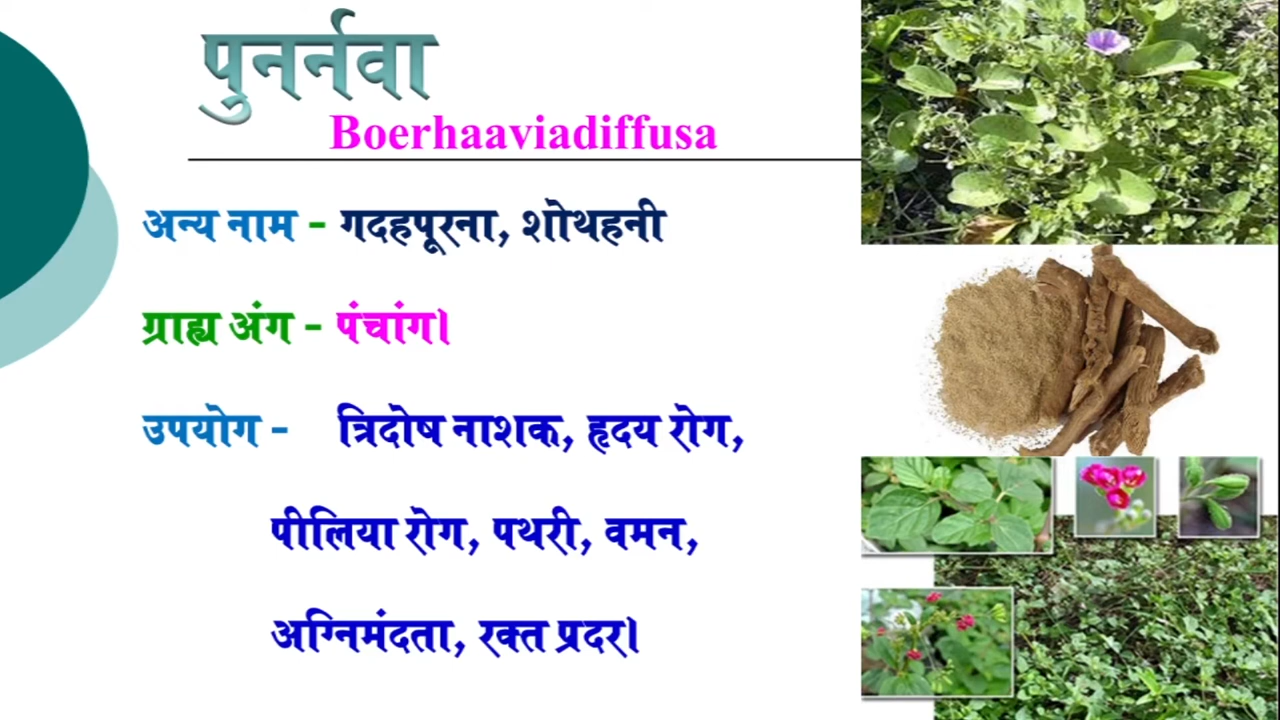 पुनर्नवा
Boerhaaviadiffusa
अन्य नाम - गदहपूरना, शोथहनी
ग्राह्य अंग - पंचांग।
उपयोग - त्रिदोष नाशक, हृदय रोग,
पीलिया रोग, पथरी, वमन,
अग्निमंदता, रक्त प्रदर।